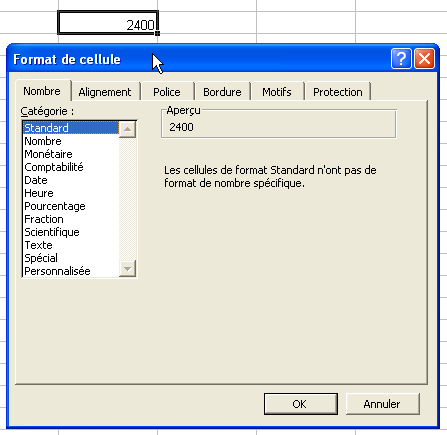 2400
Format de cellule
Nombre Alignement Police Bordure Motifs Protection
Catégorie :
Standard
Nombre
Monétaire
Comptabilité
Date
Heure
Pourcentage
Fraction
Scientifique
Texte
Spécial
Personnalisée
Aperçu
2400
Les cellules de format Standard n'ont pas de
format de nombre spécifique.
OK Annuler